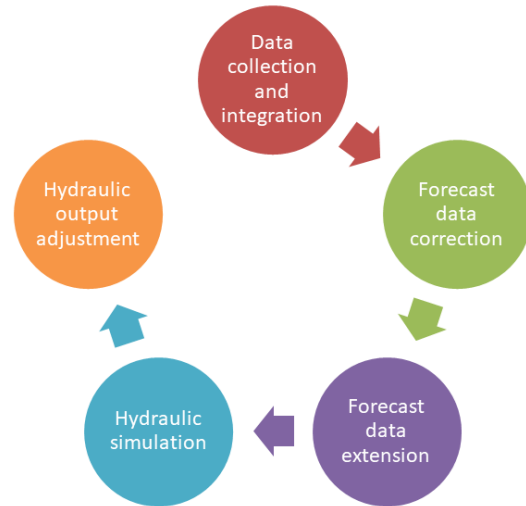 Data
collection
and
integration
Forecast
data
correction
Forecast
data
extension
Hydraulic
simulation
Hydraulic
output
adjustment